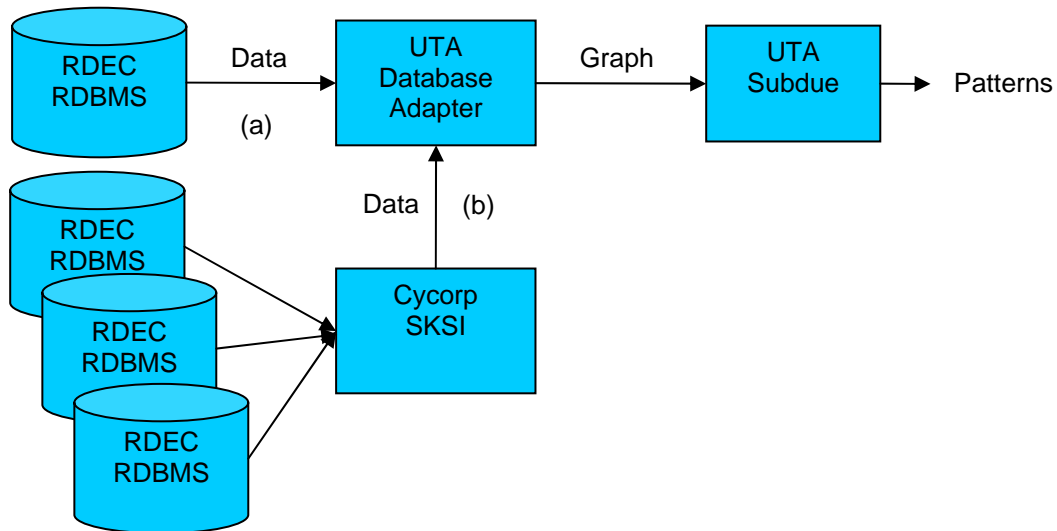 RDEC
RDBMS
Data
(a)
UTA
Database
Adapter
Graph
UTA
Subdue
Patterns
Data
(b)
RDEC
RDBMS
RDEC
RDBMS
RDEC
RDBMS
Cycorp
SKSI